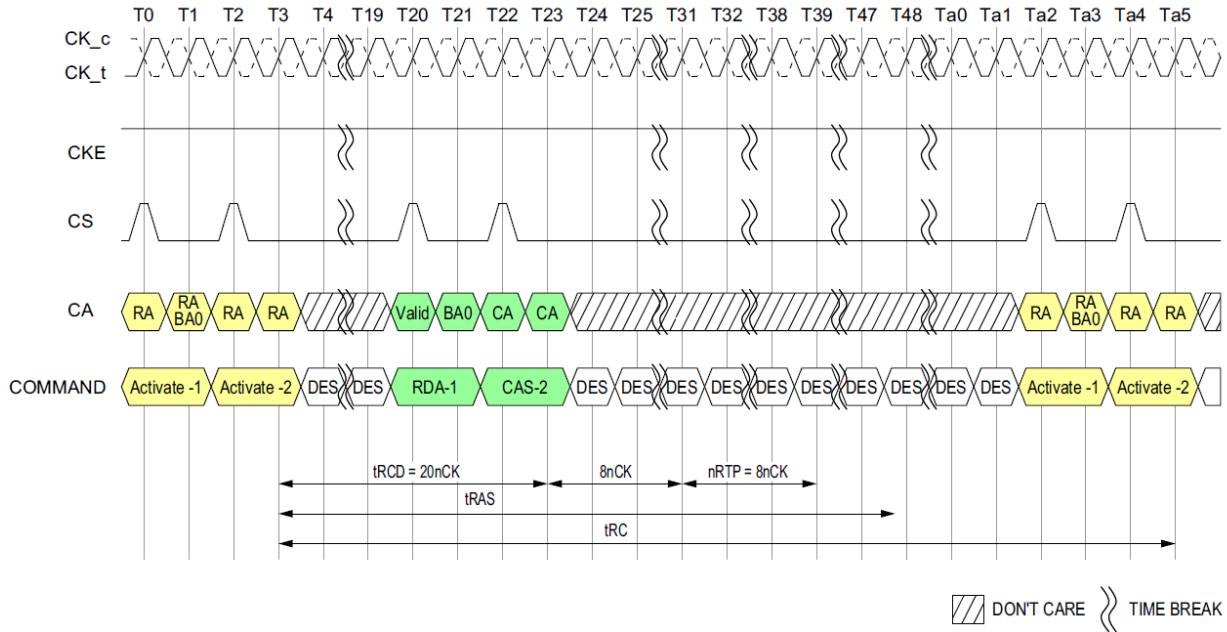 T0 T1 T2 T3 T4 T19 T20 T21 T22 T23 T24 T25 T31 T32 T38 T39 T47 T48 Ta0 Ta1 Ta2 Ta3 Ta4 Ta5
CK_c
CK_t
CKE
CS
CA RA RA BA0 RA RA Valid BA0 CA CA RA RA BA0 RA RA
COMMAND Activate -1 Activate -2 DES DES RDA-1 CAS-2 DES DES DES DES DES DES DES DES DES DES Activate -1 Activate -2
tRCD = 20nCK 8nCK nRTP = 8nCK
tRAS
tRC
DON'T CARE TIME BREAK